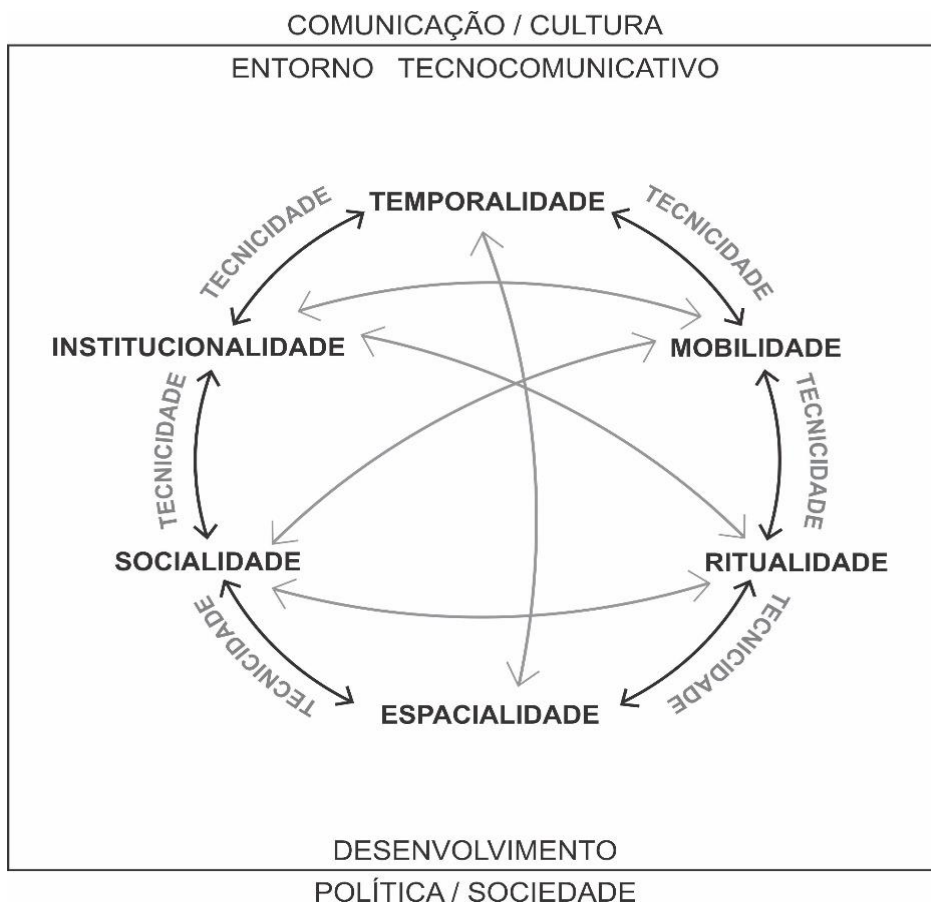 COMUNICAÇÃO / CULTURA
ENTORNO TECNOCOMUNICATIVO
TECNICIDADE
TEMPORALIDADE
TECNICIDADE
INSTITUCIONALIDADE
MOBILIDADE
TECNICIDADE
TECNICIDADE
SOCIALIDADE
RITUALIDADE
TECNICIDADE
TECNICIDADE
ESPACIALIDADE
DESENVOLVIMENTO
POLÍTICA / SOCIEDADE